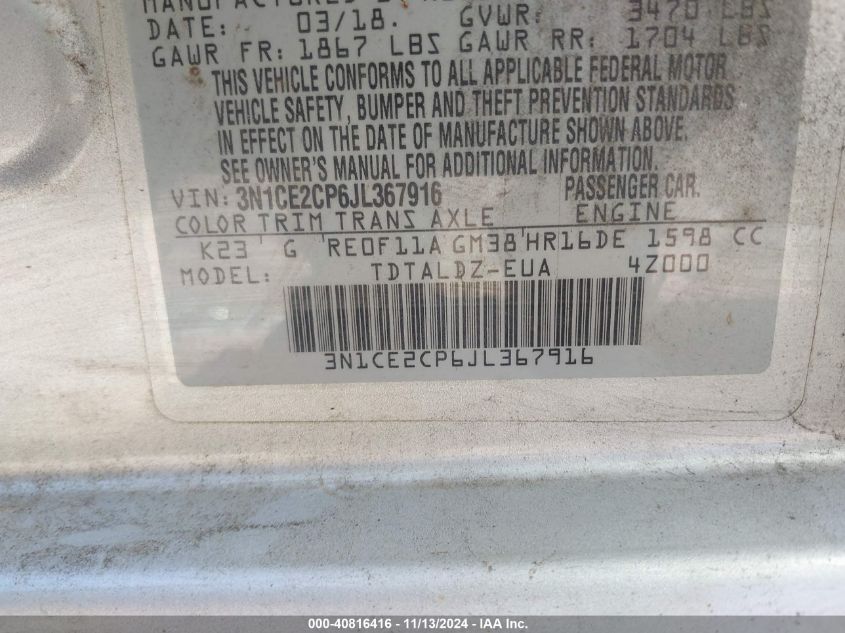 DATE: 03/18. GVWR: 3470 LBS
GAWR FR: 1867 LBS GAWR RR: 1704 LBS
THIS VEHICLE CONFORMS TO ALL APPLICABLE FEDERAL MOTOR
VEHICLE SAFETY, BUMPER AND THEFT PREVENTION STANDARDS
IN EFFECT ON THE DATE OF MANUFACTURE SHOWN ABOVE.
SEE OWNER'S MANUAL FOR ADDITIONAL INFORMATION.
VIN: 3N1CE2CP6JL367916 PASSENGER CAR.
COLOR TRIM TRANS AXLE ENGINE
K23 G RE0F11A GM38 HR16DE 1598 CC
MODEL: TDTALDZ-EUA 4Z000
3N1CE2CP6JL367916
000-40816416 - 11/13/2024 - IAA Inc.